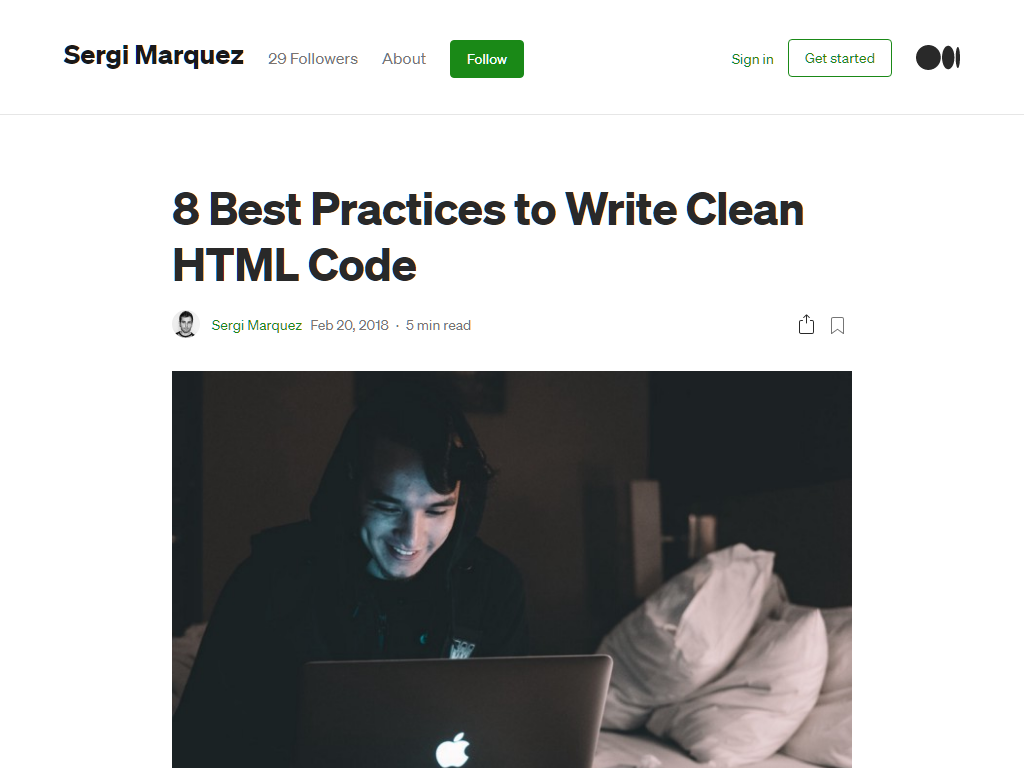 Sergi Marquez 29 Followers About Follow Sign in Get started
8 Best Practices to Write Clean
HTML Code
Sergi Marquez Feb 20, 2018 · 5 min read